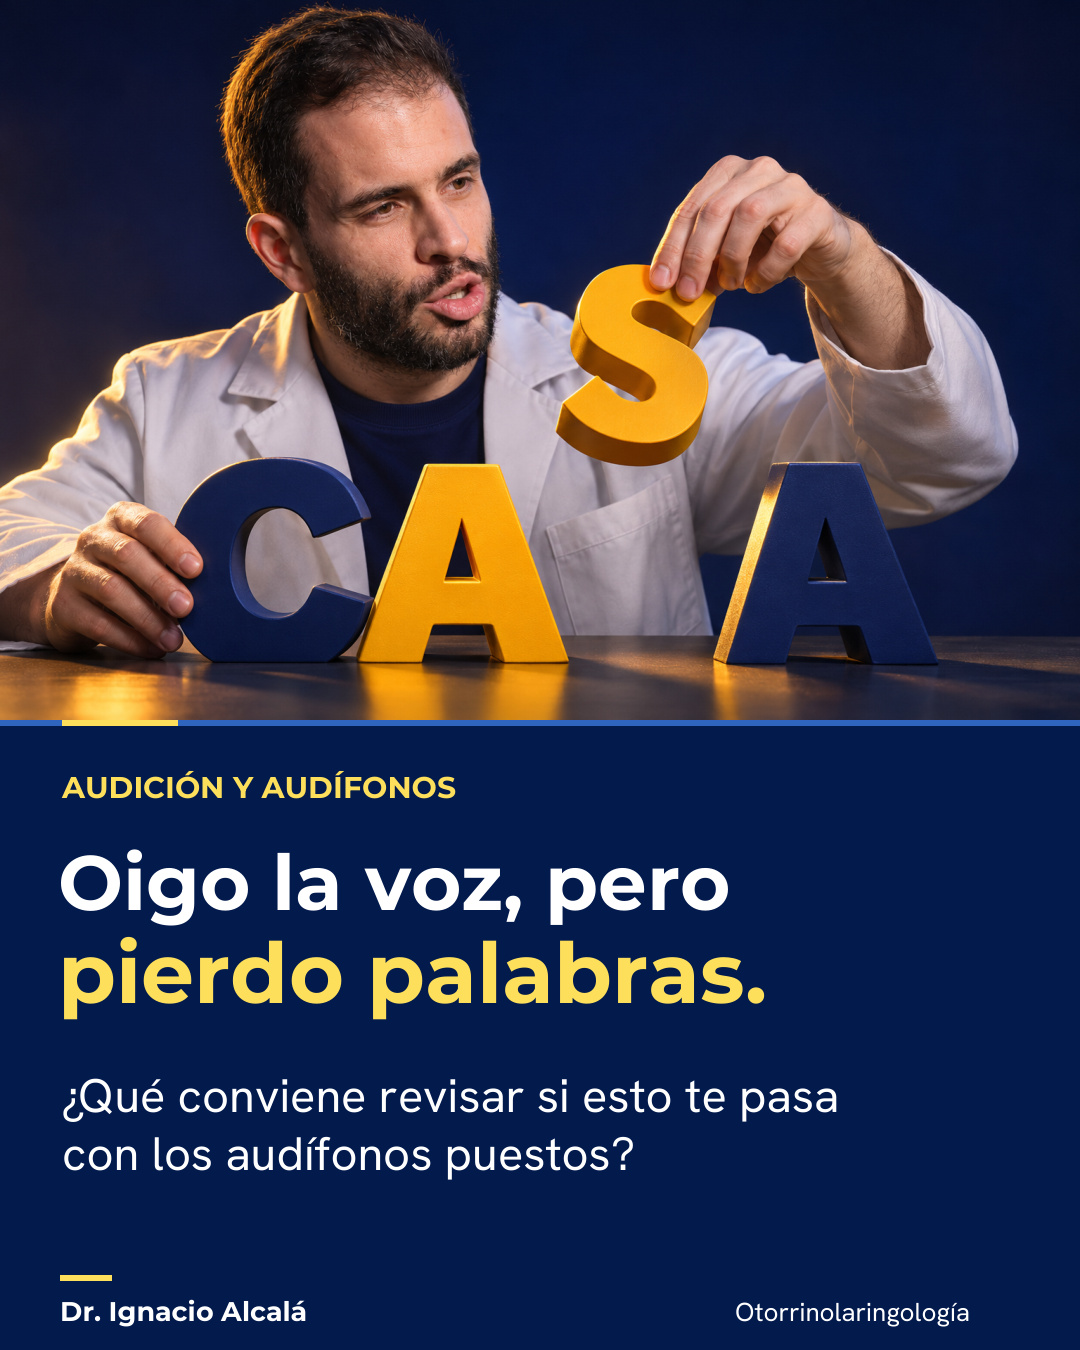 CASA
AUDICIÓN Y AUDÍFONOS
Oigo la voz, pero
pierdo palabras.
¿Qué conviene revisar si esto te pasa
con los audífonos puestos?
Dr. Ignacio Alcalá
Otorrinolaringología